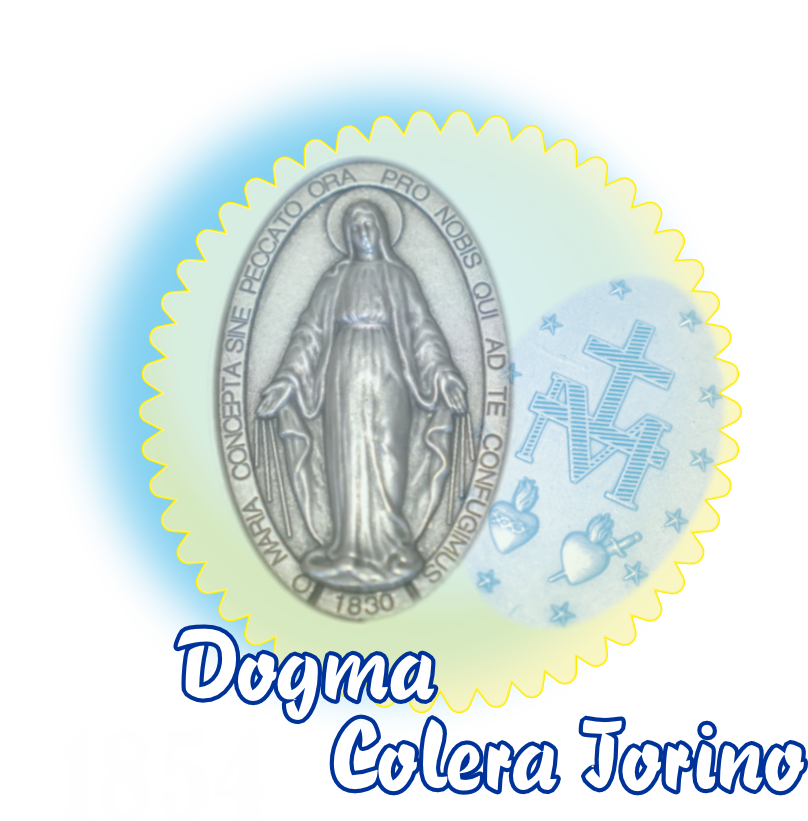 O MARIA CONCEPTA SINE PECCATO ORA PRO NOBIS QUI AD TE CONFUGIMUS
1830
M
Dogma
Colera Torino